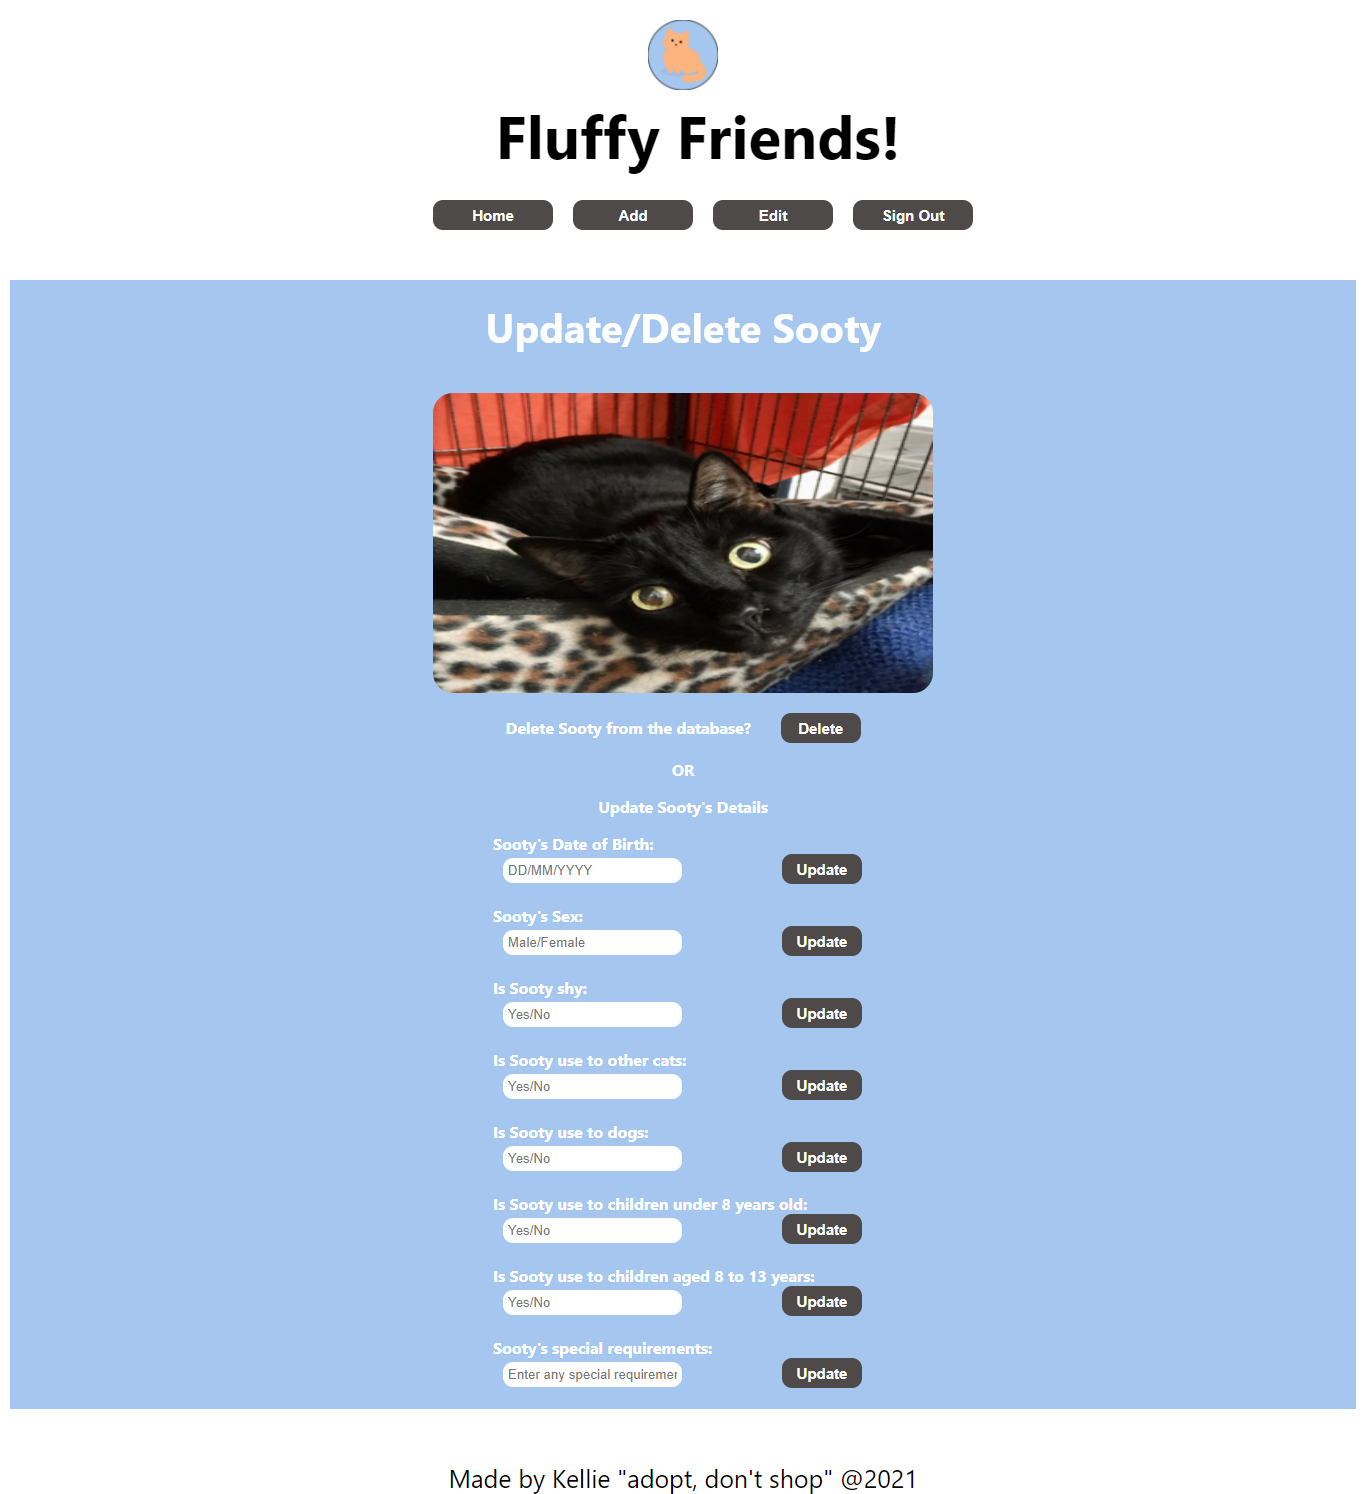 Fluffy Friends!
Home Add Edit Sign Out
Update/Delete Sooty
Delete Sooty from the database? Delete
OR
Update Sooty's Details
Sooty's Date of Birth:
DD/MM/YYYY Update
Sooty's Sex:
Male/Female Update
Is Sooty shy:
Yes/No Update
Is Sooty use to other cats:
Yes/No Update
Is Sooty use to dogs:
Yes/No Update
Is Sooty use to children under 8 years old:
Yes/No Update
Is Sooty use to children aged 8 to 13 years:
Yes/No Update
Sooty's special requirements:
Enter any special requiremen Update
Made by Kellie "adopt, don't shop" @2021